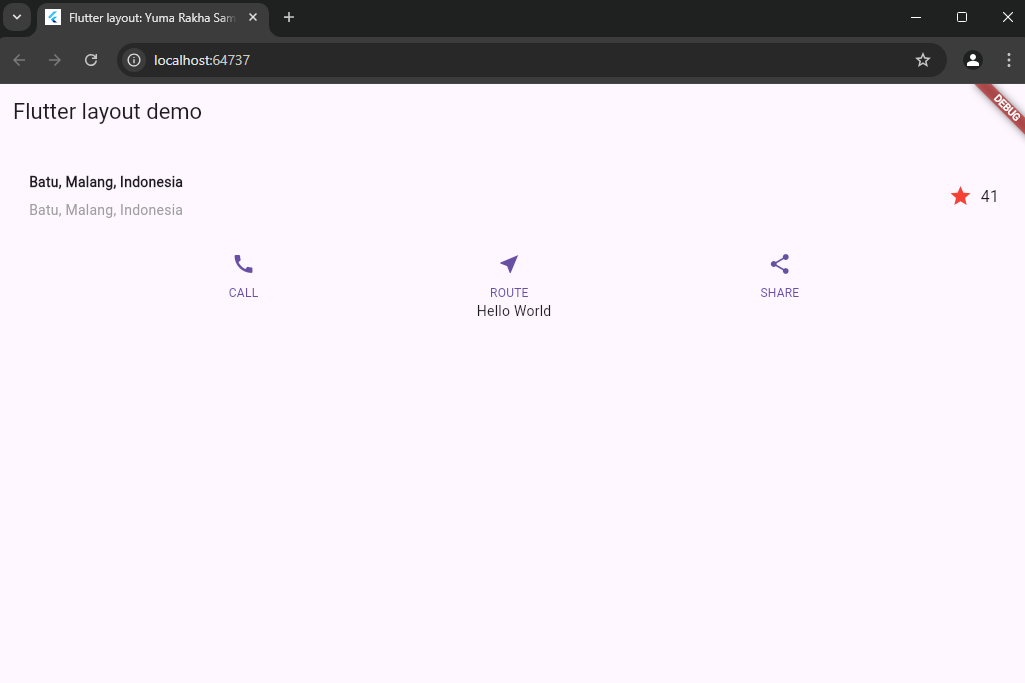 Flutter layout: Yuma Rakha Sam
localhost:64737
Flutter layout demo
DEBUG
Batu, Malang, Indonesia
Batu, Malang, Indonesia
41
CALL
ROUTE
SHARE
Hello World